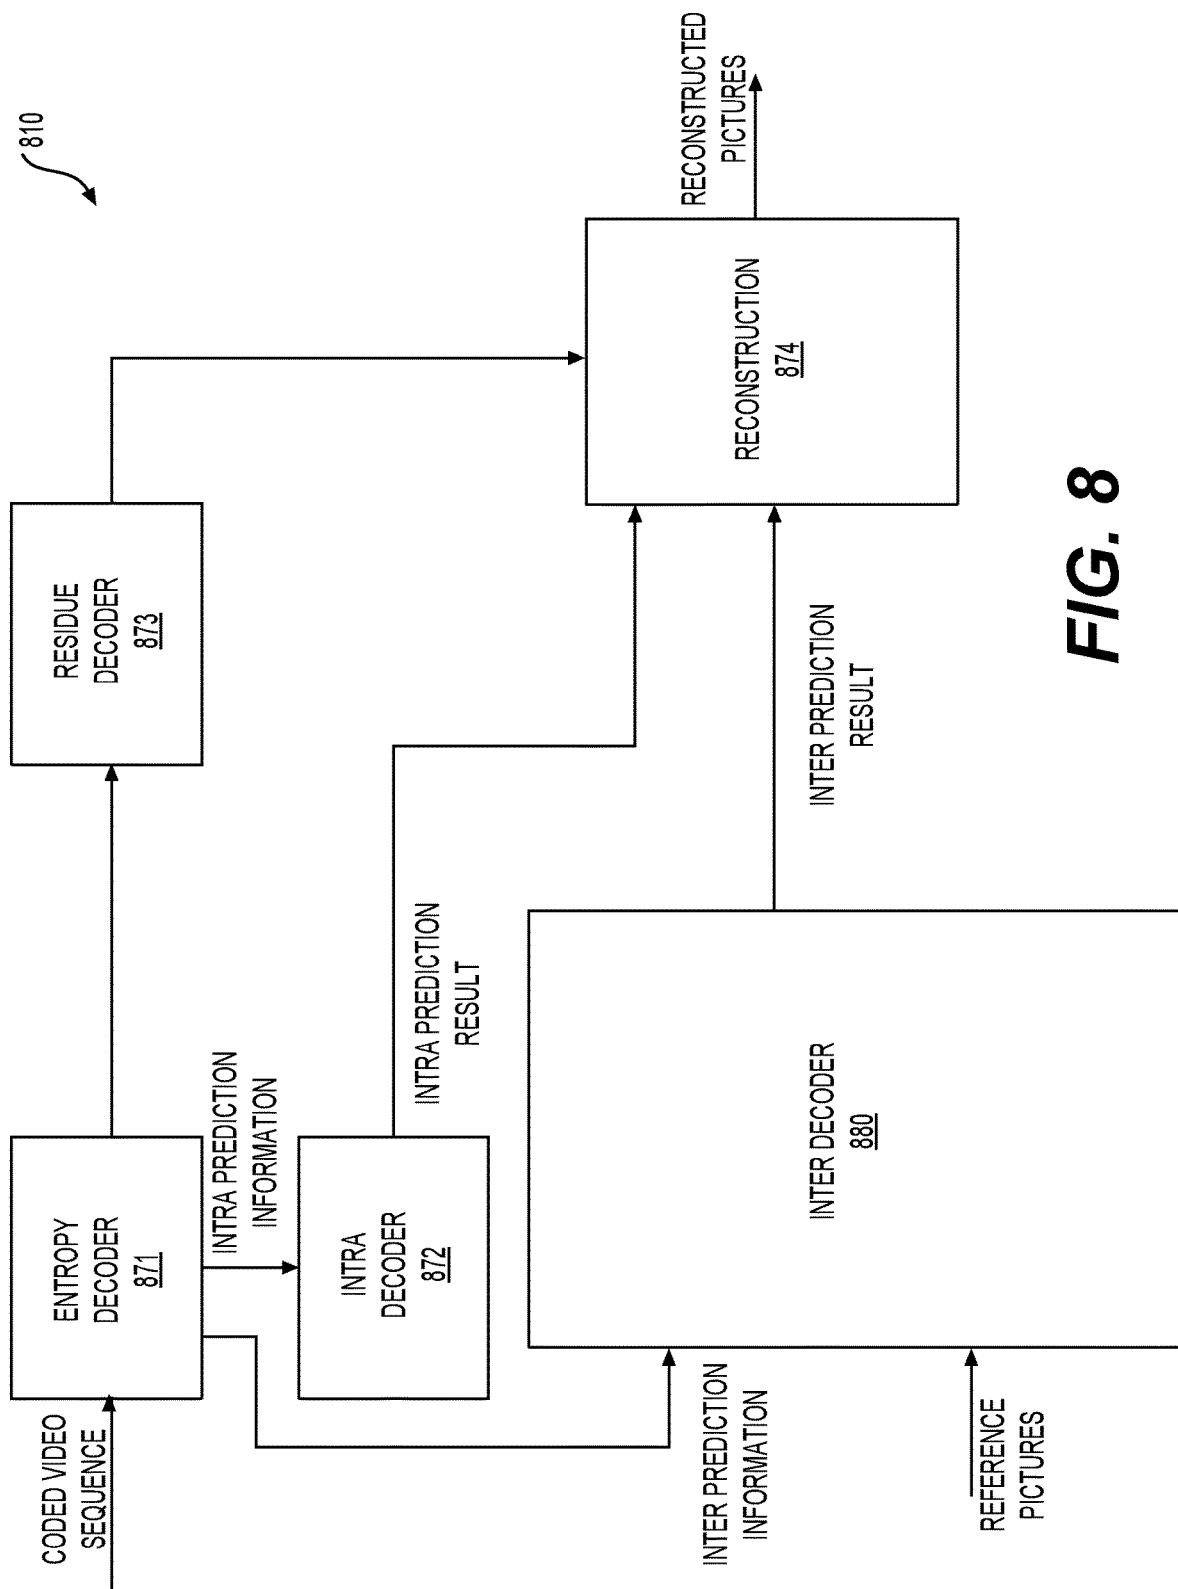 810
CODED VIDEO
SEQUENCE
ENTROPY
DECODER
871
RESIDUE
DECODER
873
INTRA PREDICTION
INFORMATION
INTRA
DECODER
872
INTRA PREDICTION
RESULT
INTER PREDICTION
INFORMATION
REFERENCE
PICTURES
INTER DECODER
880
INTER PREDICTION
RESULT
RECONSTRUCTION
874
RECONSTRUCTED
PICTURES
FIG. 8